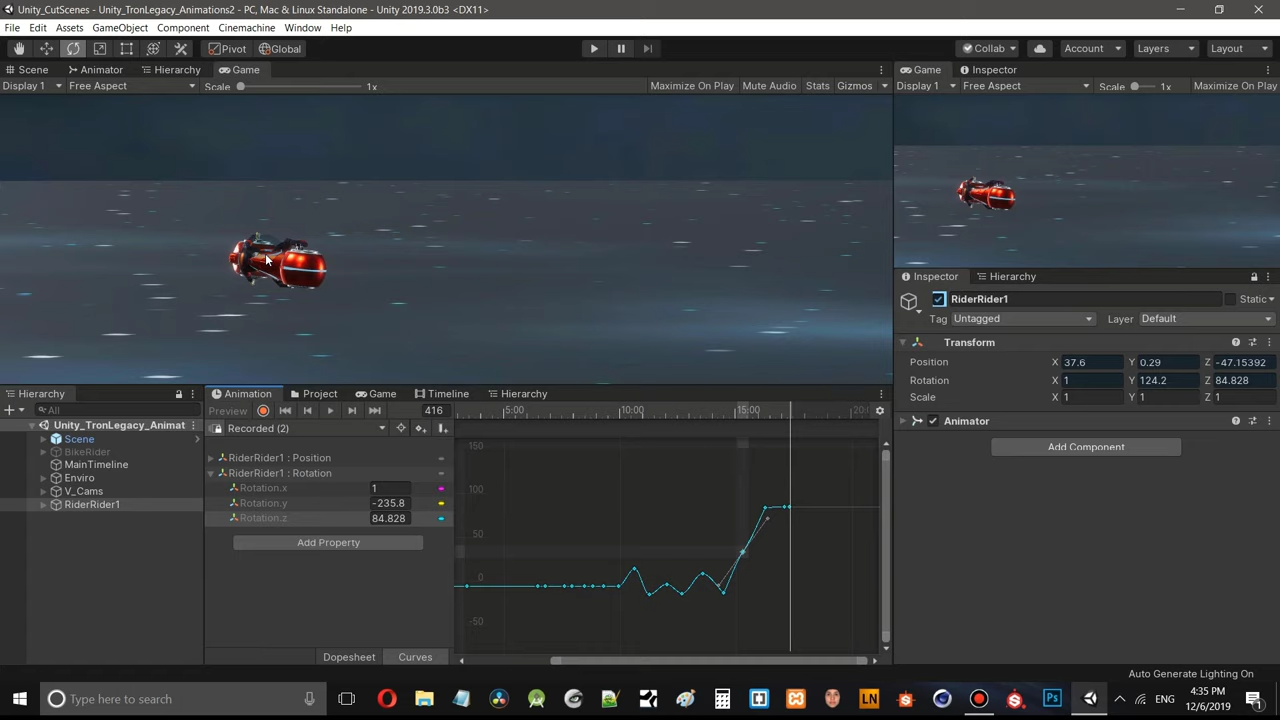 Unity_CutScenes - Unity_TronLegacy_Animations2 - PC, Mac & Linux Standalone - Unity 2019.3.0b3 <DX11>
File Edit Assets GameObject Component Cinemachine Window Help
Pivot Global Collab Account Layers Layout
Scene Animator Hierarchy Game Game Inspector
Display 1 Free Aspect Scale 1x Maximize On Play Mute Audio Stats Gizmos Display 1 Free Aspect Scale 1x Maximize On Play
Inspector Hierarchy
RiderRider1 Static
Tag Untagged Layer Default
Transform
Position X 37.6 Y 0.29 Z -47.15392
Rotation X 1 Y 124.2 Z 84.828
Scale X 1 Y 1 Z 1
Animator
Add Component
Hierarchy
All
Unity_TronLegacy_Animat
Scene
BikeRider
MainTimeline
Enviro
V_Cams
RiderRider1
Animation Project Game Timeline Hierarchy
Preview 416 5:00 10:00 15:00 20:0
Recorded (2)
RiderRider1 : Position
RiderRider1 : Rotation
Rotation.x 1
Rotation.y -235.8
Rotation.z 84.828
Add Property
150
100
50
0
-50
Dopesheet Curves
Auto Generate Lighting On
Type here to search
LN
Ps
ENG
4:35 PM
12/6/2019
1